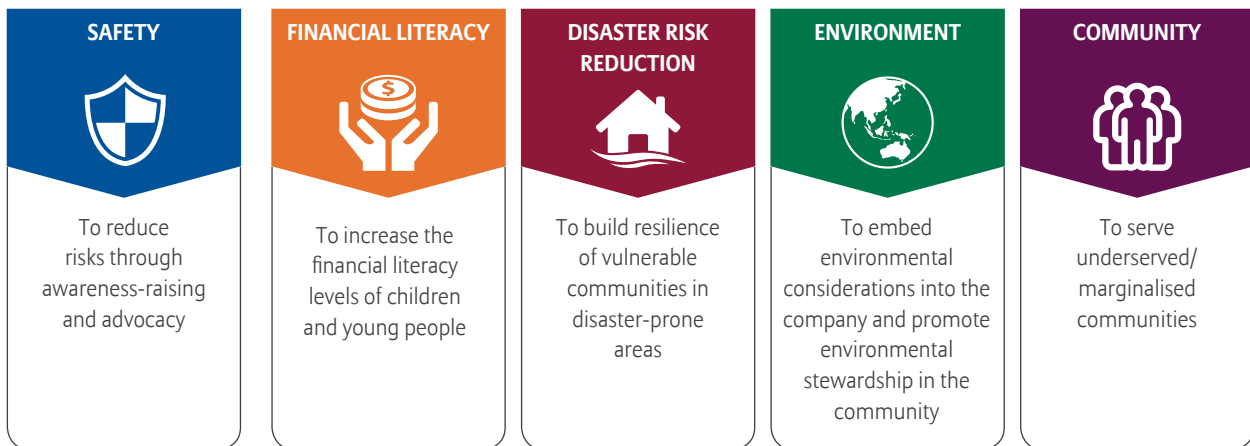 SAFETY
To reduce
risks through
awareness-raising
and advocacy
FINANCIAL LITERACY
$
To increase the
financial literacy
levels of children
and young people
DISASTER RISK
REDUCTION
To build resilience
of vulnerable
communities in
disaster-prone
areas
ENVIRONMENT
To embed
environmental
considerations into the
company and promote
environmental
stewardship in the
community
COMMUNITY
To serve
underserved/
marginalised
communities